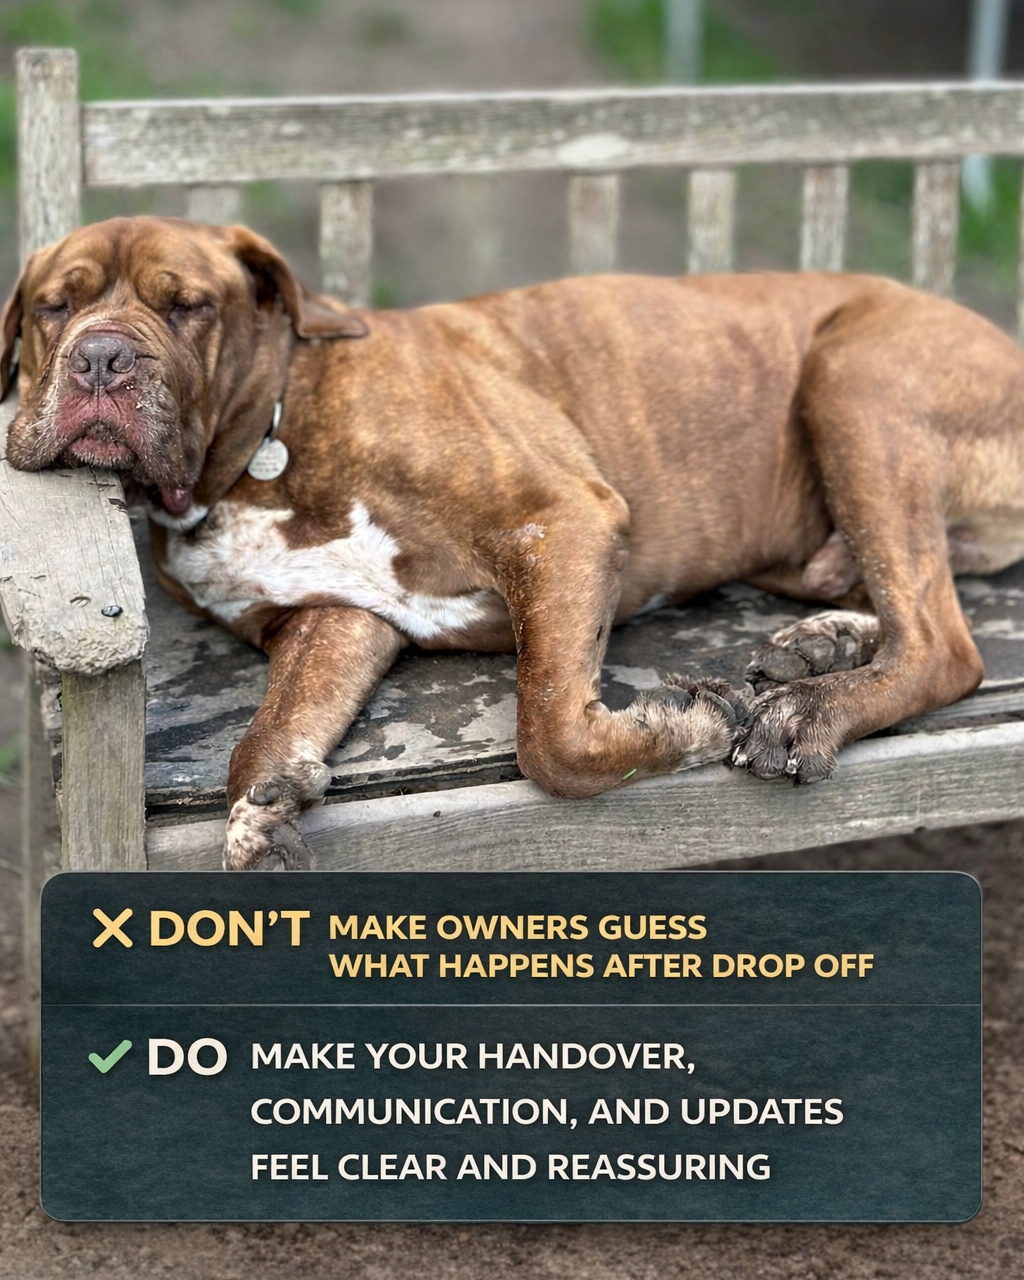 DON'T MAKE OWNERS GUESS
WHAT HAPPENS AFTER DROP OFF
DO MAKE YOUR HANDOVER,
COMMUNICATION, AND UPDATES
FEEL CLEAR AND REASSURING